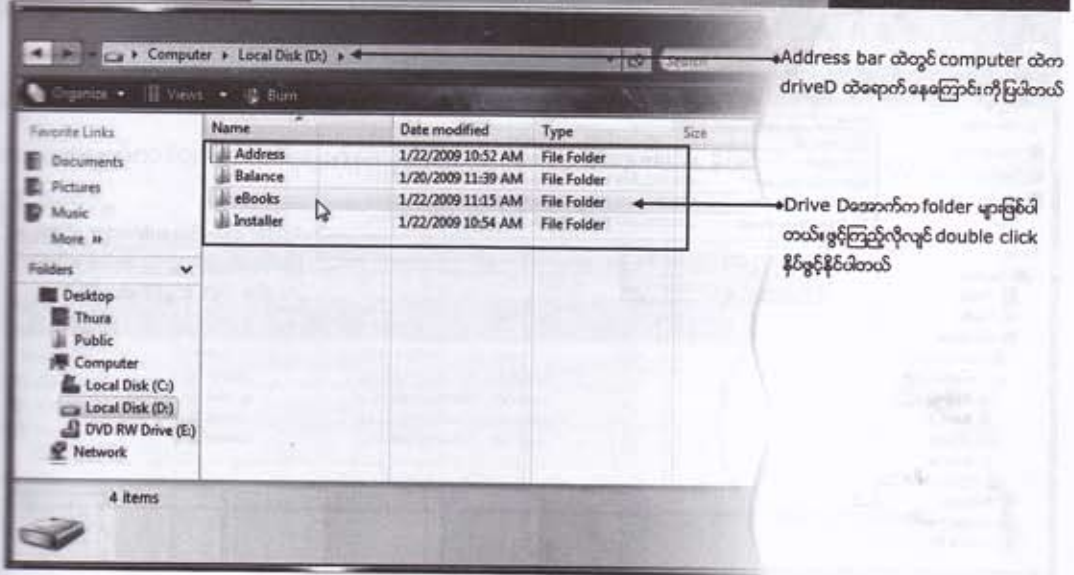 Computer Local Disk (D:)
Search
Address bar ထဲတွင် computer ထဲက
driveD ထဲရောက်နေကြောင်းကိုပြပါတယ်
Organize Views Burn
Favorite Links
Documents
Pictures
Music
More »
Folders
Desktop
Thura
Public
Computer
Local Disk (C:)
Local Disk (D:)
DVD RW Drive (E:)
Network
Name Date modified Type Size
Address 1/22/2009 10:52 AM File Folder
Balance 1/20/2009 11:39 AM File Folder
eBooks 1/22/2009 11:15 AM File Folder
Installer 1/22/2009 10:54 AM File Folder
Drive Dအောက်က folder များဖြစ်ပါ
တယ်။ ဖွင့်ကြည့်လိုလျှင် double click
နှိပ်ဖွင့်နိုင်ပါတယ်
4 items